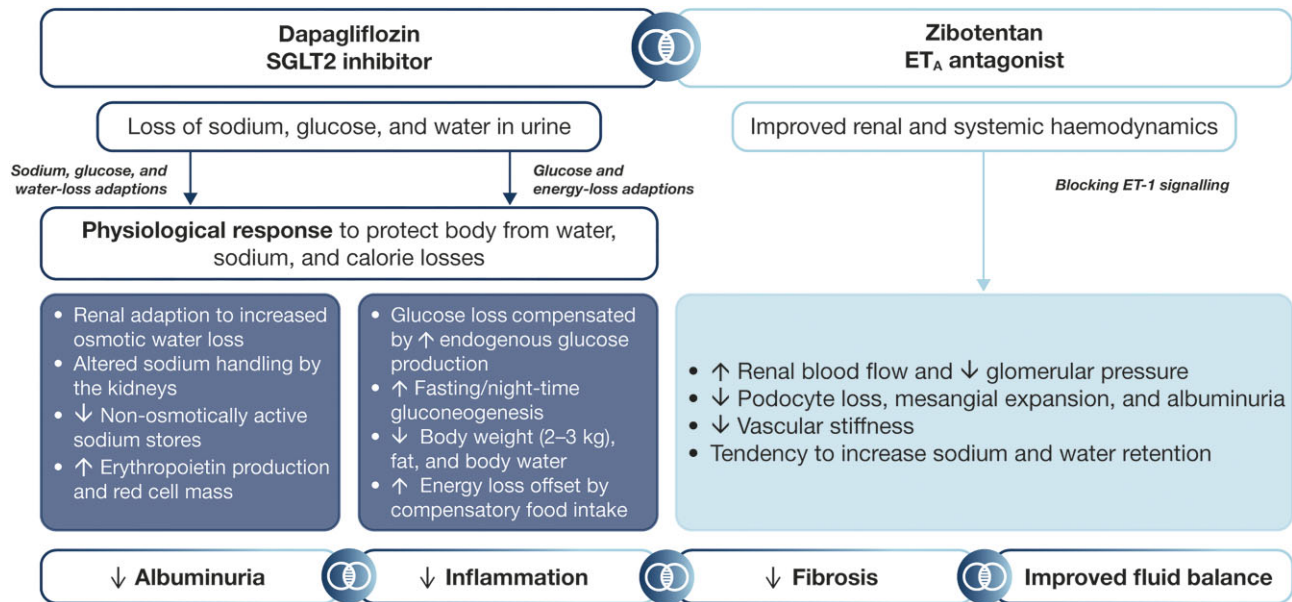 Dapagliflozin
SGLT2 inhibitor
Zibotentan
ETA antagonist
Loss of sodium, glucose, and water in urine
Improved renal and systemic haemodynamics
Sodium, glucose, and
water-loss adaptions
Glucose and
energy-loss adaptions
Blocking ET-1 signalling
Physiological response to protect body from water,
sodium, and calorie losses
• Renal adaption to increased
osmotic water loss
• Altered sodium handling by
the kidneys
• ↓ Non-osmotically active
sodium stores
• ↑ Erythropoietin production
and red cell mass
• Glucose loss compensated
by ↑ endogenous glucose
production
• ↑ Fasting/night-time
gluconeogenesis
• ↓ Body weight (2–3 kg),
fat, and body water
• ↑ Energy loss offset by
compensatory food intake
• ↑ Renal blood flow and ↓ glomerular pressure
• ↓ Podocyte loss, mesangial expansion, and albuminuria
• ↓ Vascular stiffness
• Tendency to increase sodium and water retention
↓ Albuminuria
↓ Inflammation
↓ Fibrosis
Improved fluid balance